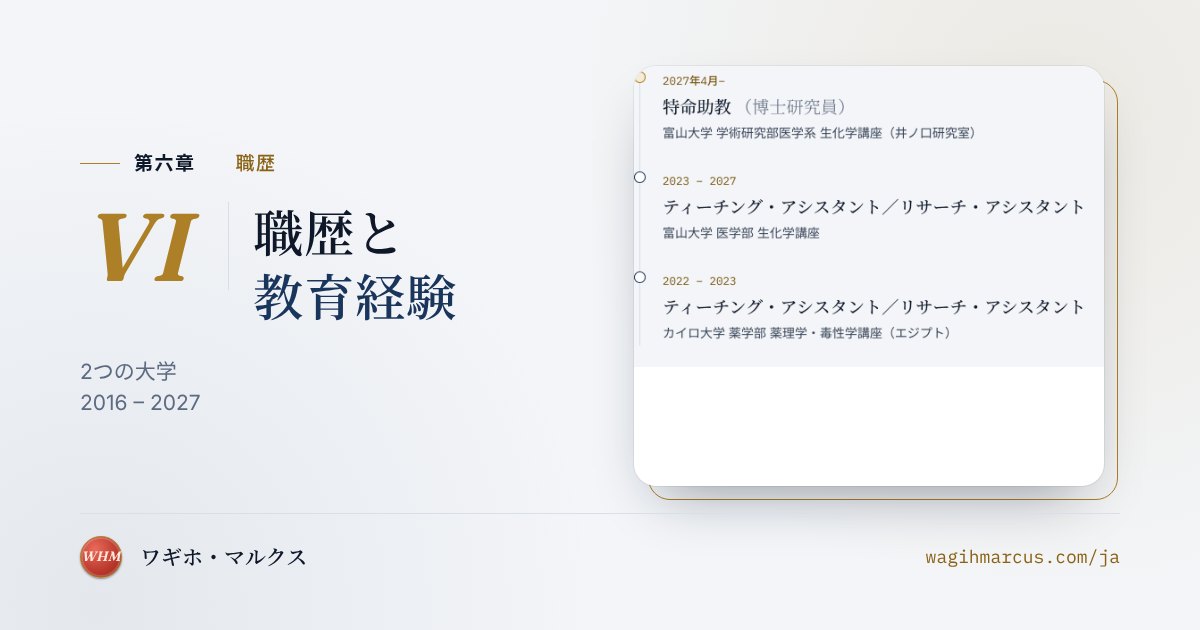 第六章 職歴
VI
職歴と
教育経験
2つの大学
2016 – 2027
2027年4月–
特命助教（博士研究員）
富山大学 学術研究部医学系 生化学講座（井ノ口研究室）
2023 – 2027
ティーチング・アシスタント／リサーチ・アシスタント
富山大学 医学部 生化学講座
2022 – 2023
ティーチング・アシスタント／リサーチ・アシスタント
カイロ大学 薬学部 薬理学・毒性学講座（エジプト）
WHM
ワギホ・マルクス
wagihmarcus.com/ja